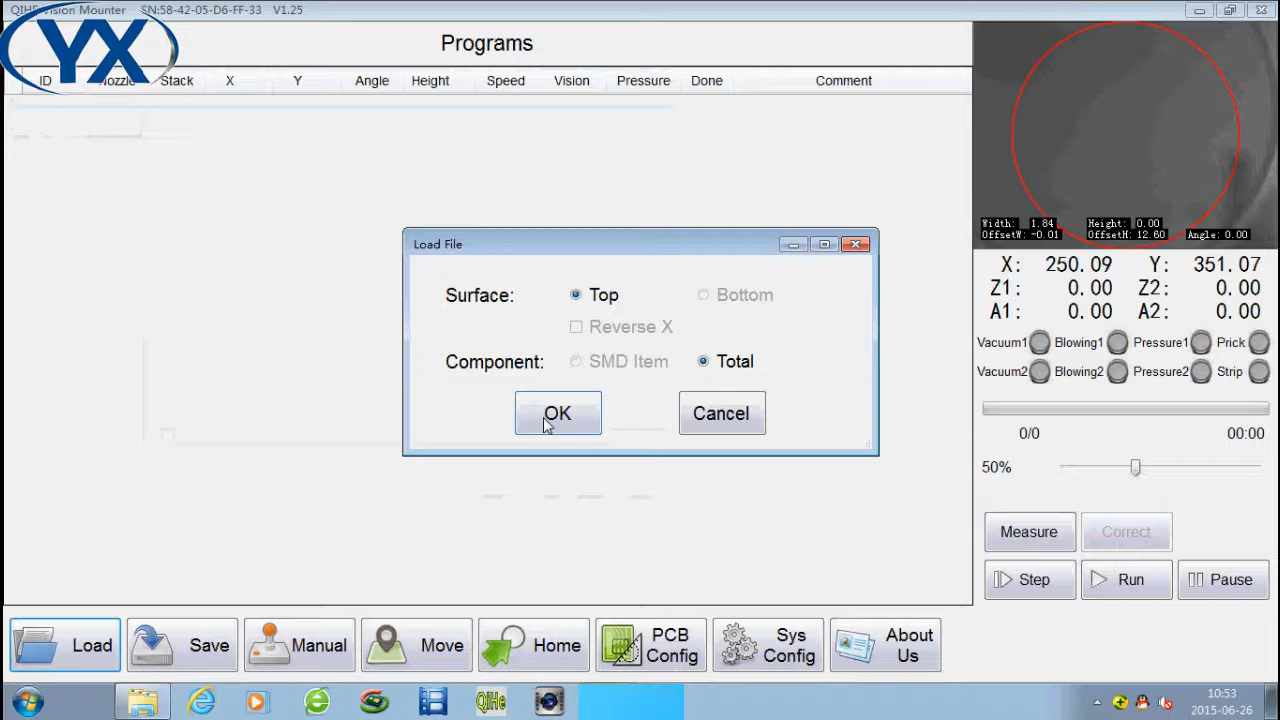 QIHE Vision Mounter SN:58-42-05-D6-FF-33 V1.25
YX
Programs
ID Nozzle Stack X Y Angle Height Speed Vision Pressure Done Comment
Width: 1.84 Height: 0.00
OffsetW: -0.01 OffsetH: 12.60 Angle: 0.00
Load File
Surface: Top Bottom
Reverse X
Component: SMD Item Total
OK Cancel
X: 250.09 Y: 351.07
Z1: 0.00 Z2: 0.00
A1: 0.00 A2: 0.00
Vacuum1 Blowing1 Pressure1 Prick
Vacuum2 Blowing2 Pressure2 Strip
0/0 00:00
50%
Measure Correct
Step Run Pause
Load Save Manual Move Home PCB Config Sys Config About Us
QiHe
10:53
2015-06-26